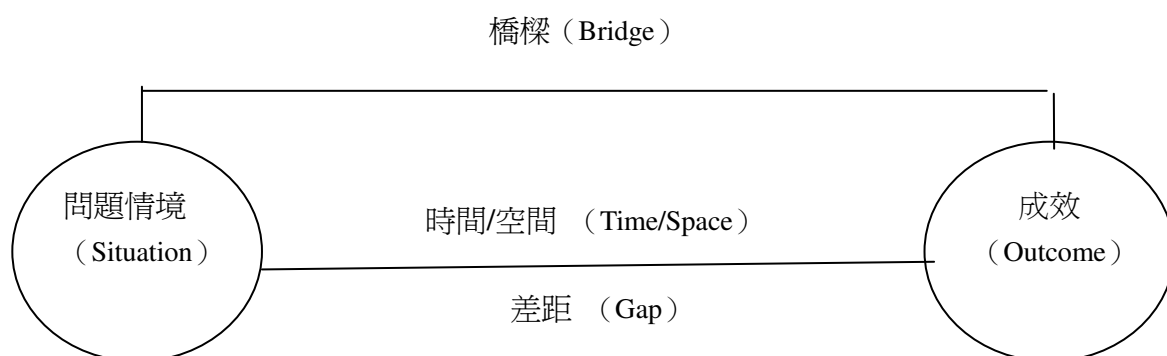 橋樑（Bridge）
問題情境
（Situation）
時間/空間 （Time/Space）
差距 （Gap）
成效
（Outcome）